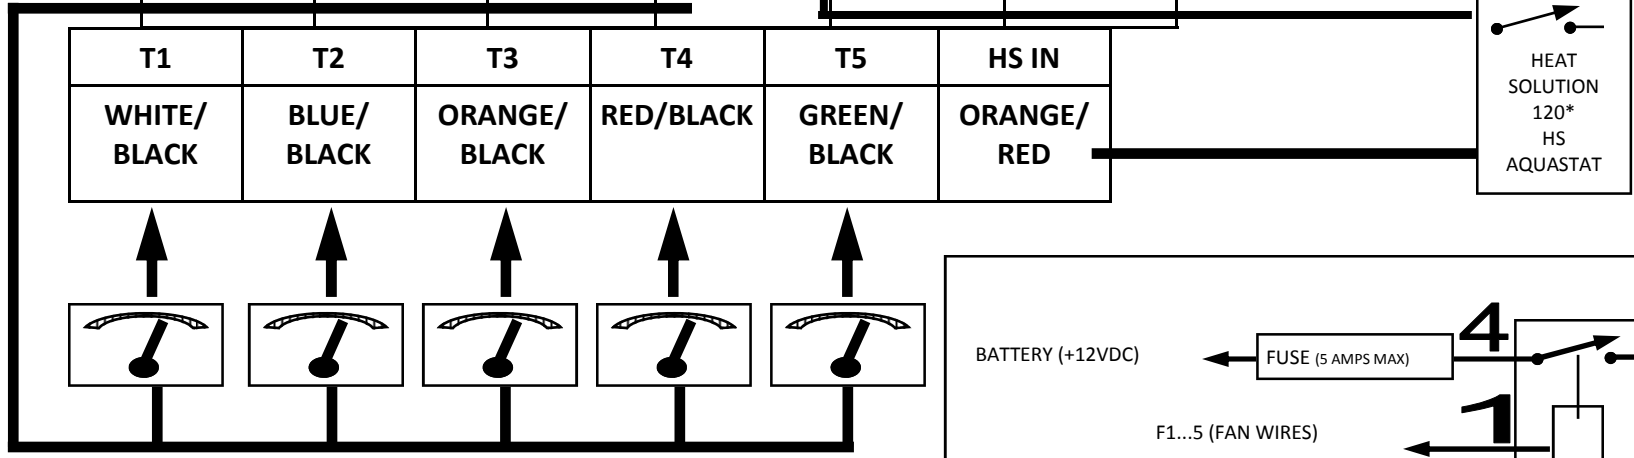 T1 T2 T3 T4 T5 HS IN
WHITE/ BLUE/ ORANGE/ RED/BLACK GREEN/ ORANGE/
BLACK BLACK BLACK BLACK RED
HEAT
SOLUTION
120*
HS
AQUASTAT
BATTERY (+12VDC) FUSE (5 AMPS MAX) 4
F1...5 (FAN WIRES) 1